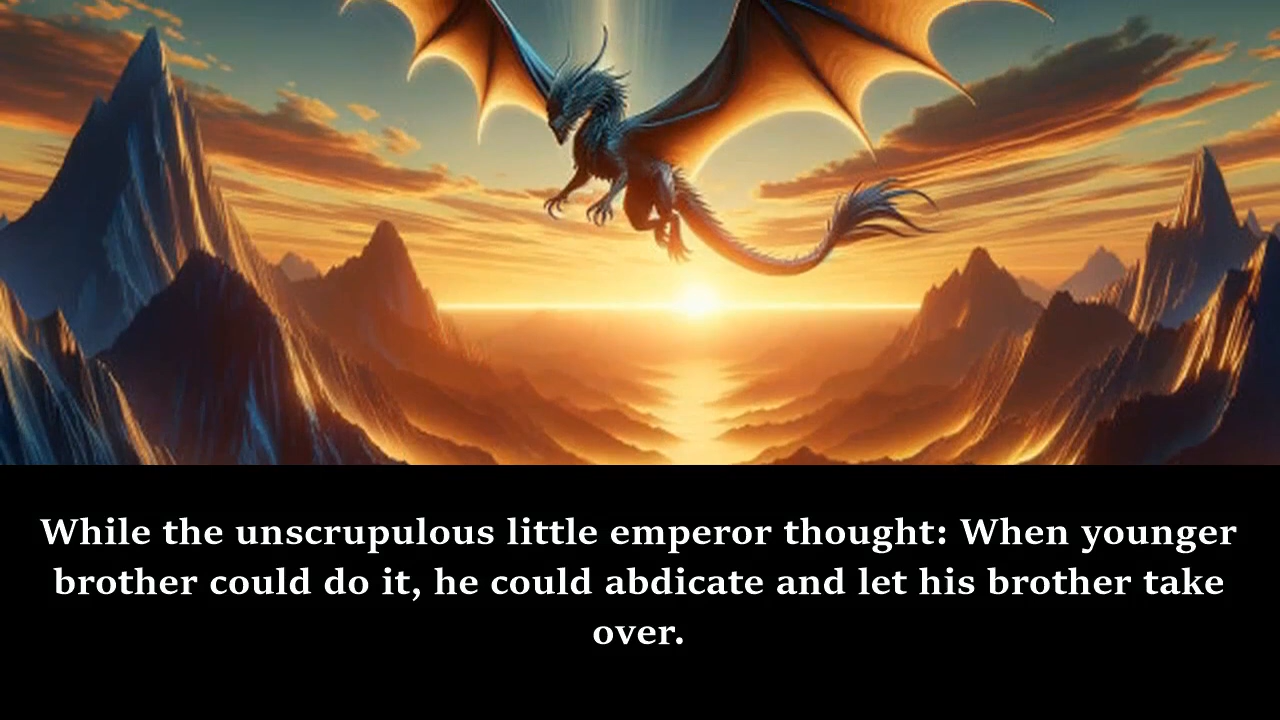 While the unscrupulous little emperor thought: When younger
brother could do it, he could abdicate and let his brother take
over.